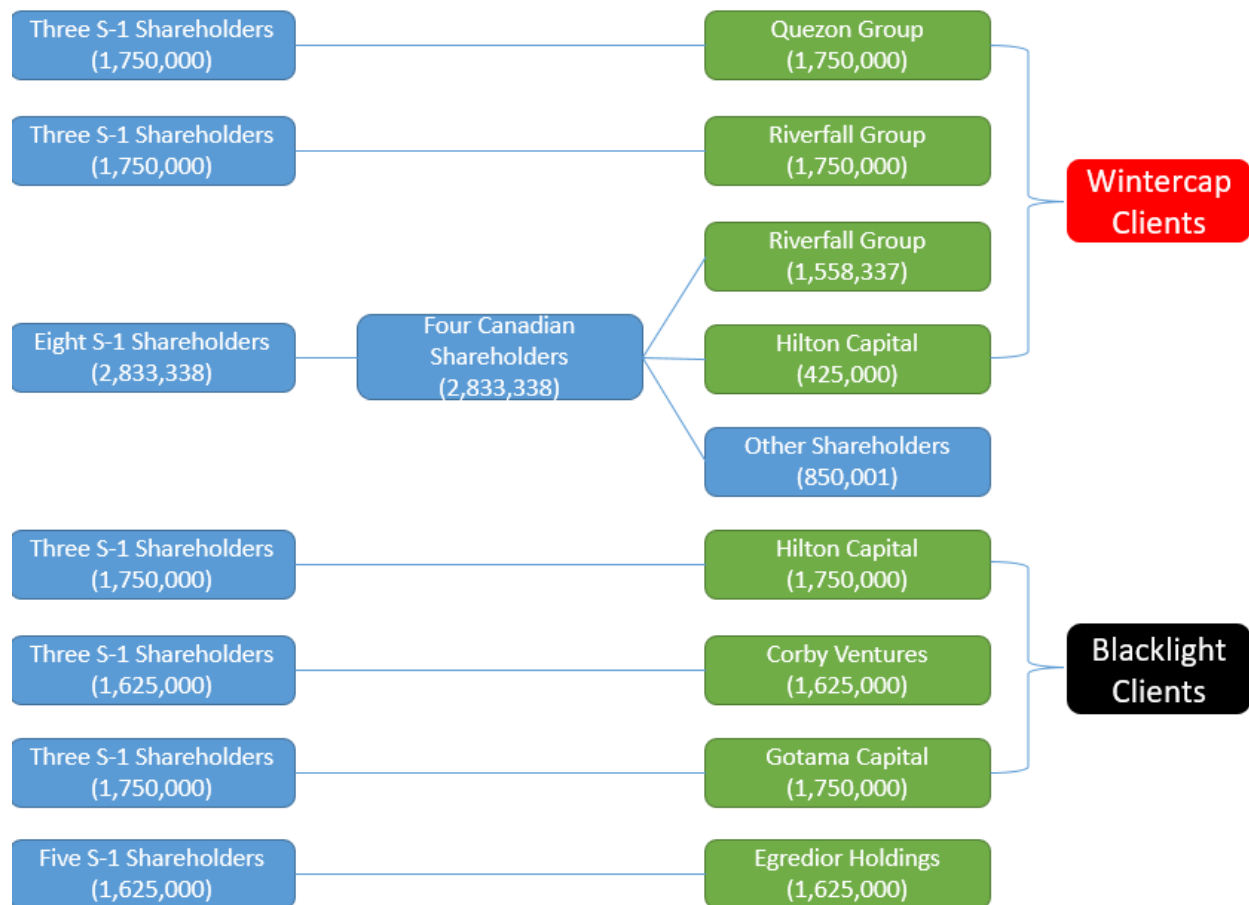 Three S-1 Shareholders
(1,750,000)
Quezon Group
(1,750,000)
Three S-1 Shareholders
(1,750,000)
Riverfall Group
(1,750,000)
Wintercap
Clients
Riverfall Group
(1,558,337)
Eight S-1 Shareholders
(2,833,338)
Four Canadian
Shareholders
(2,833,338)
Hilton Capital
(425,000)
Other Shareholders
(850,001)
Three S-1 Shareholders
(1,750,000)
Hilton Capital
(1,750,000)
Three S-1 Shareholders
(1,625,000)
Corby Ventures
(1,625,000)
Blacklight
Clients
Three S-1 Shareholders
(1,750,000)
Gotama Capital
(1,750,000)
Five S-1 Shareholders
(1,625,000)
Egredior Holdings
(1,625,000)